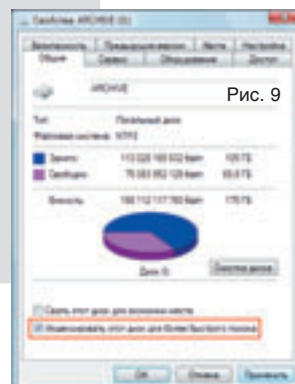 Свойства: ARCHIVE
Безопасность Предыдущие версии Квота Настройка
Общие Сервис Оборудование Доступ
ARCHIVE
Рис. 9
Тип: Локальный диск
Файловая система: NTFS
Занято:
Свободно:
Емкость:
Диск
Очистка диска
Сжать этот диск для экономии места
Индексировать этот диск для более быстрого поиска
OK Отмена Применить